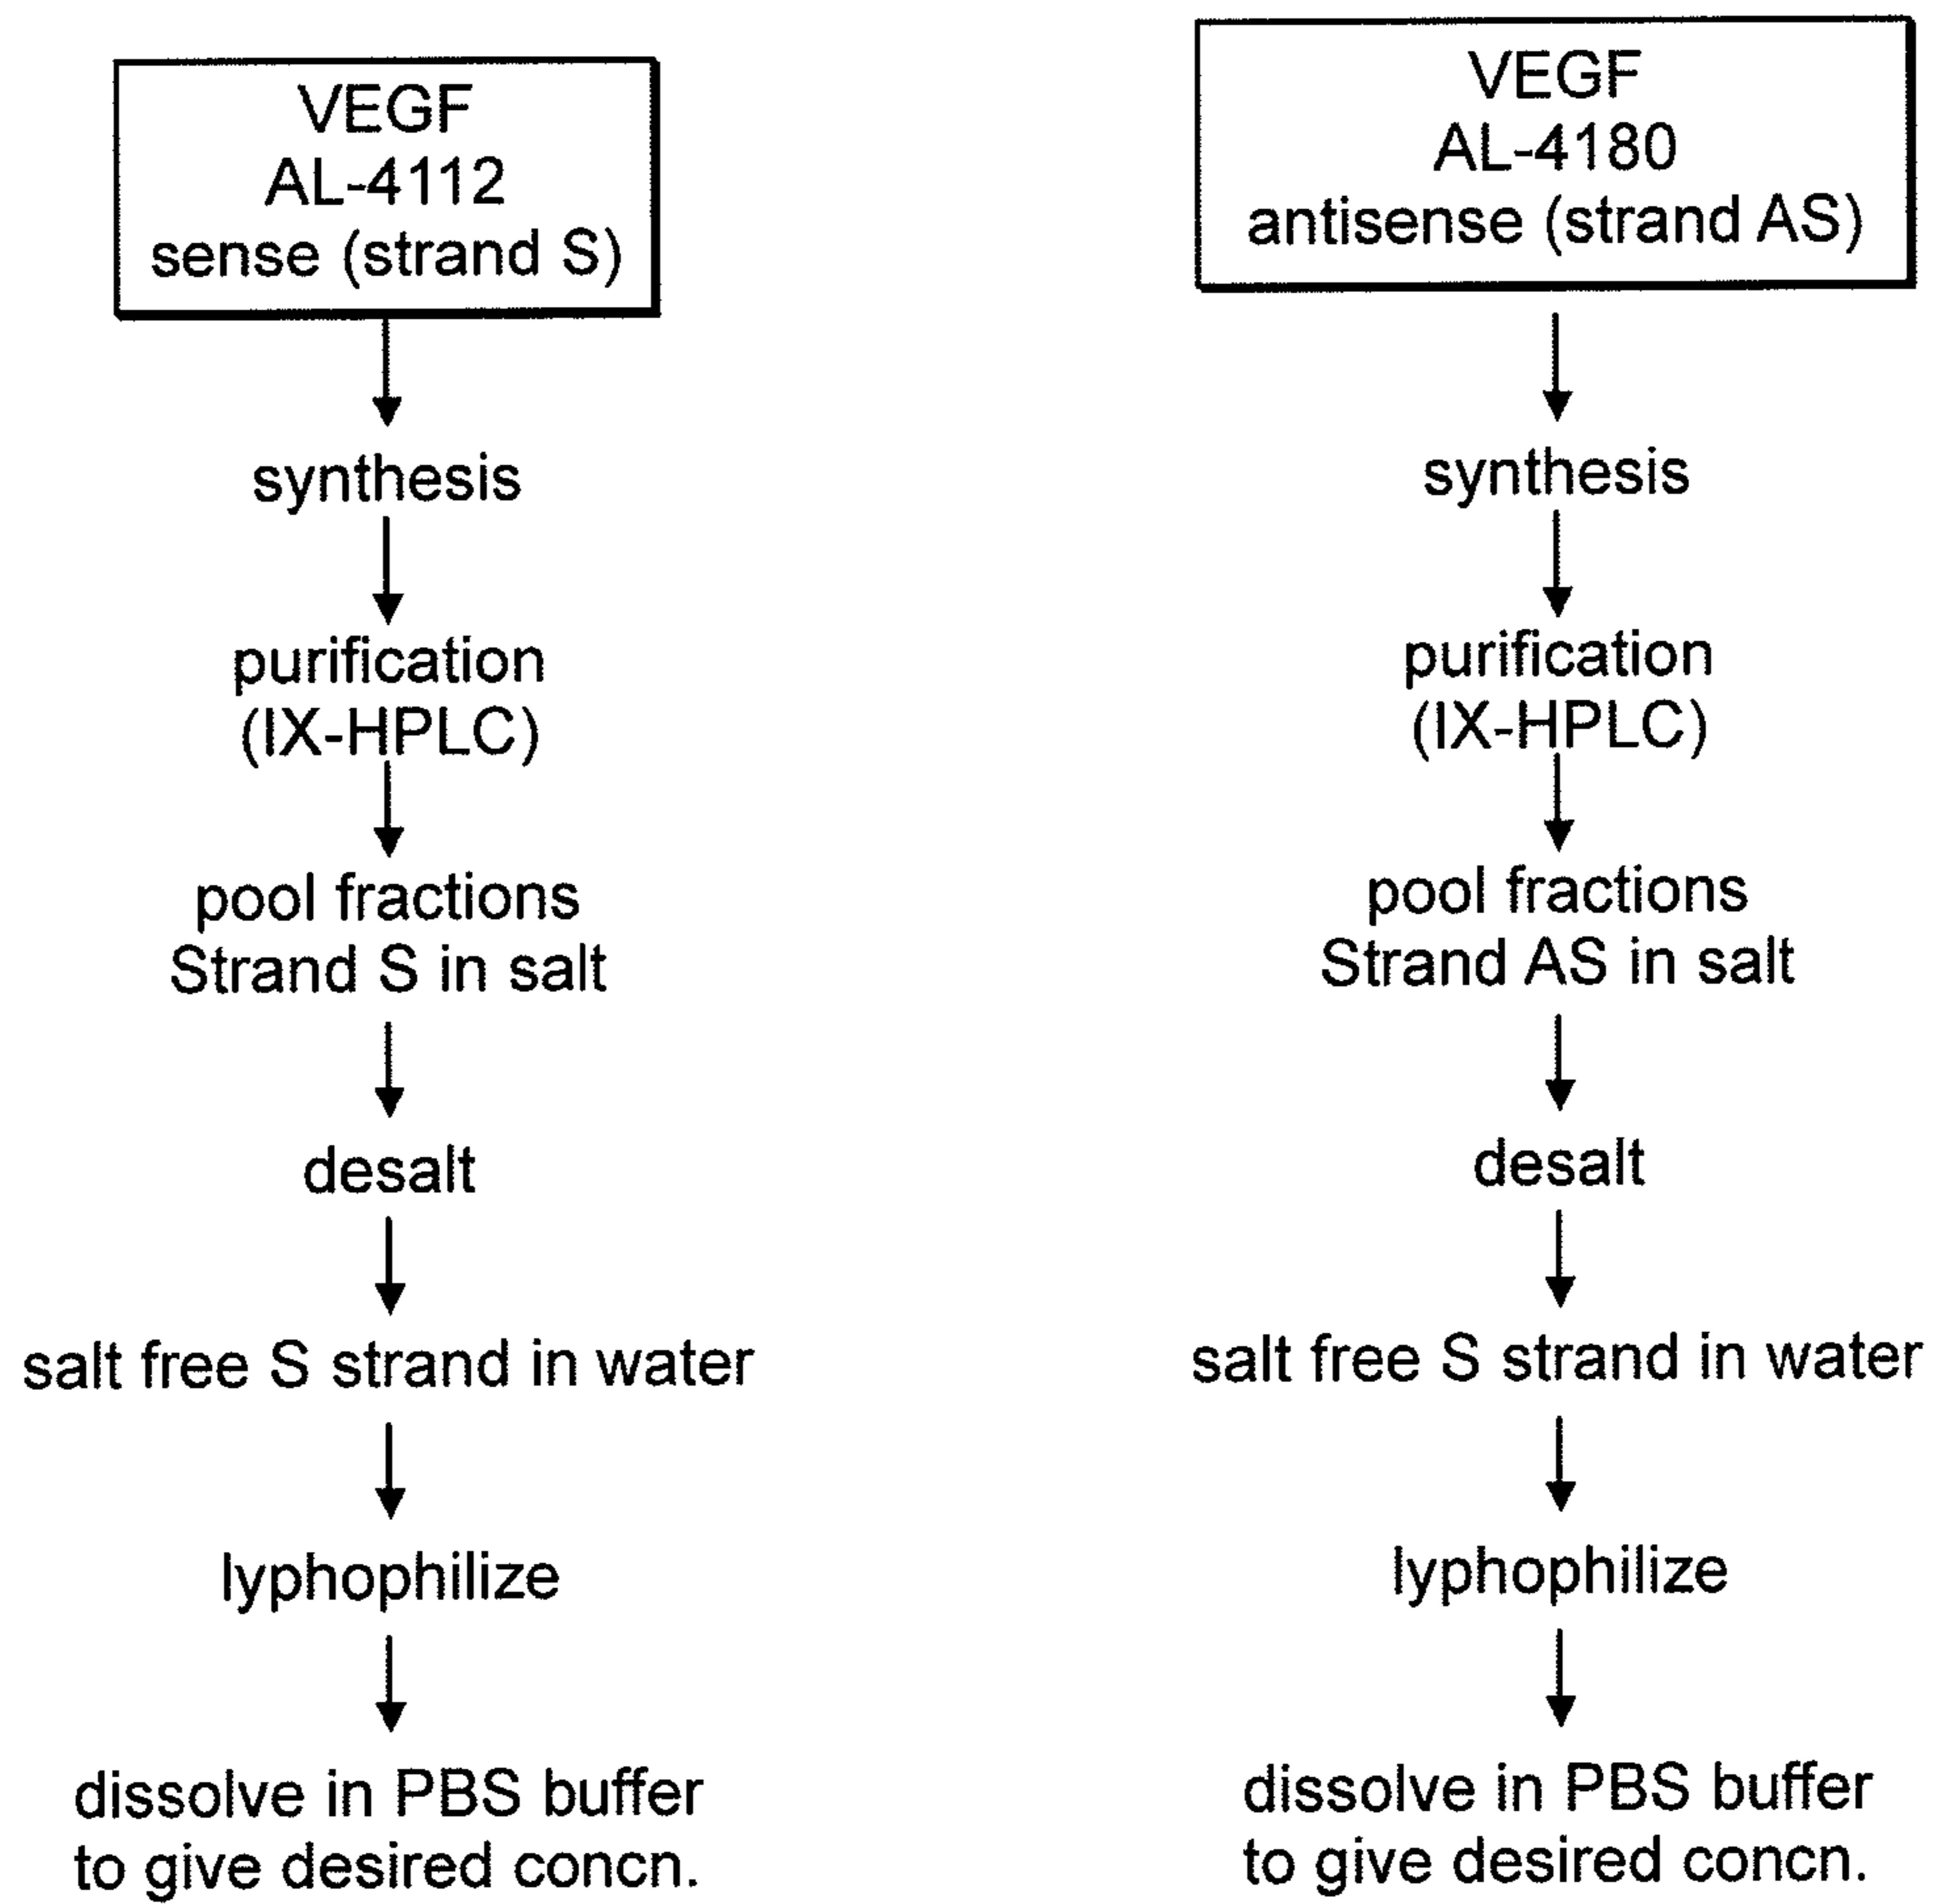 VEGF
AL-4112
sense (strand S)
synthesis
purification
(IX-HPLC)
pool fractions
Strand S in salt
desalt
salt free S strand in water
lyphophilize
dissolve in PBS buffer
to give desired concn.
VEGF
AL-4180
antisense (strand AS)
synthesis
purification
(IX-HPLC)
pool fractions
Strand AS in salt
desalt
salt free S strand in water
lyphophilize
dissolve in PBS buffer
to give desired concn.